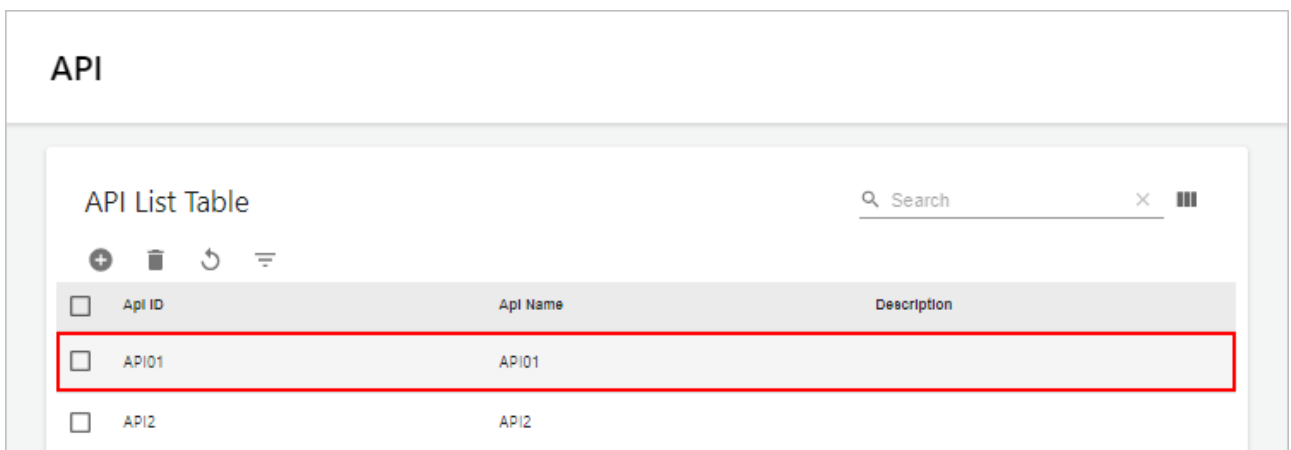 API
API List Table
Search
Api ID Api Name Description
API01 API01
API2 API2